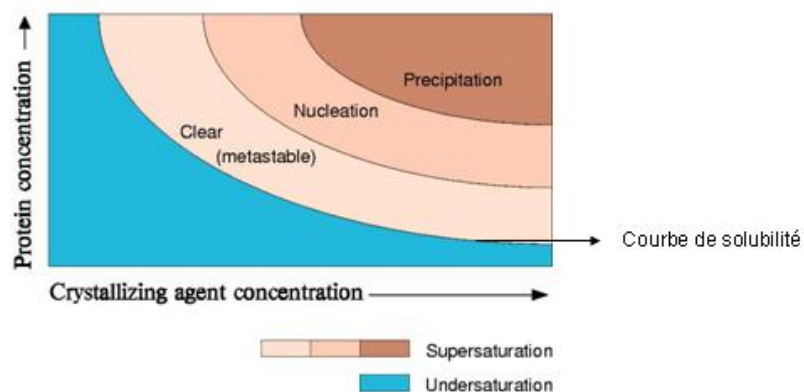 Protein concentration
Precipitation
Nucleation
Clear
(metastable)
Courbe de solubilité
Crystallizing agent concentration
Supersaturation
Undersaturation